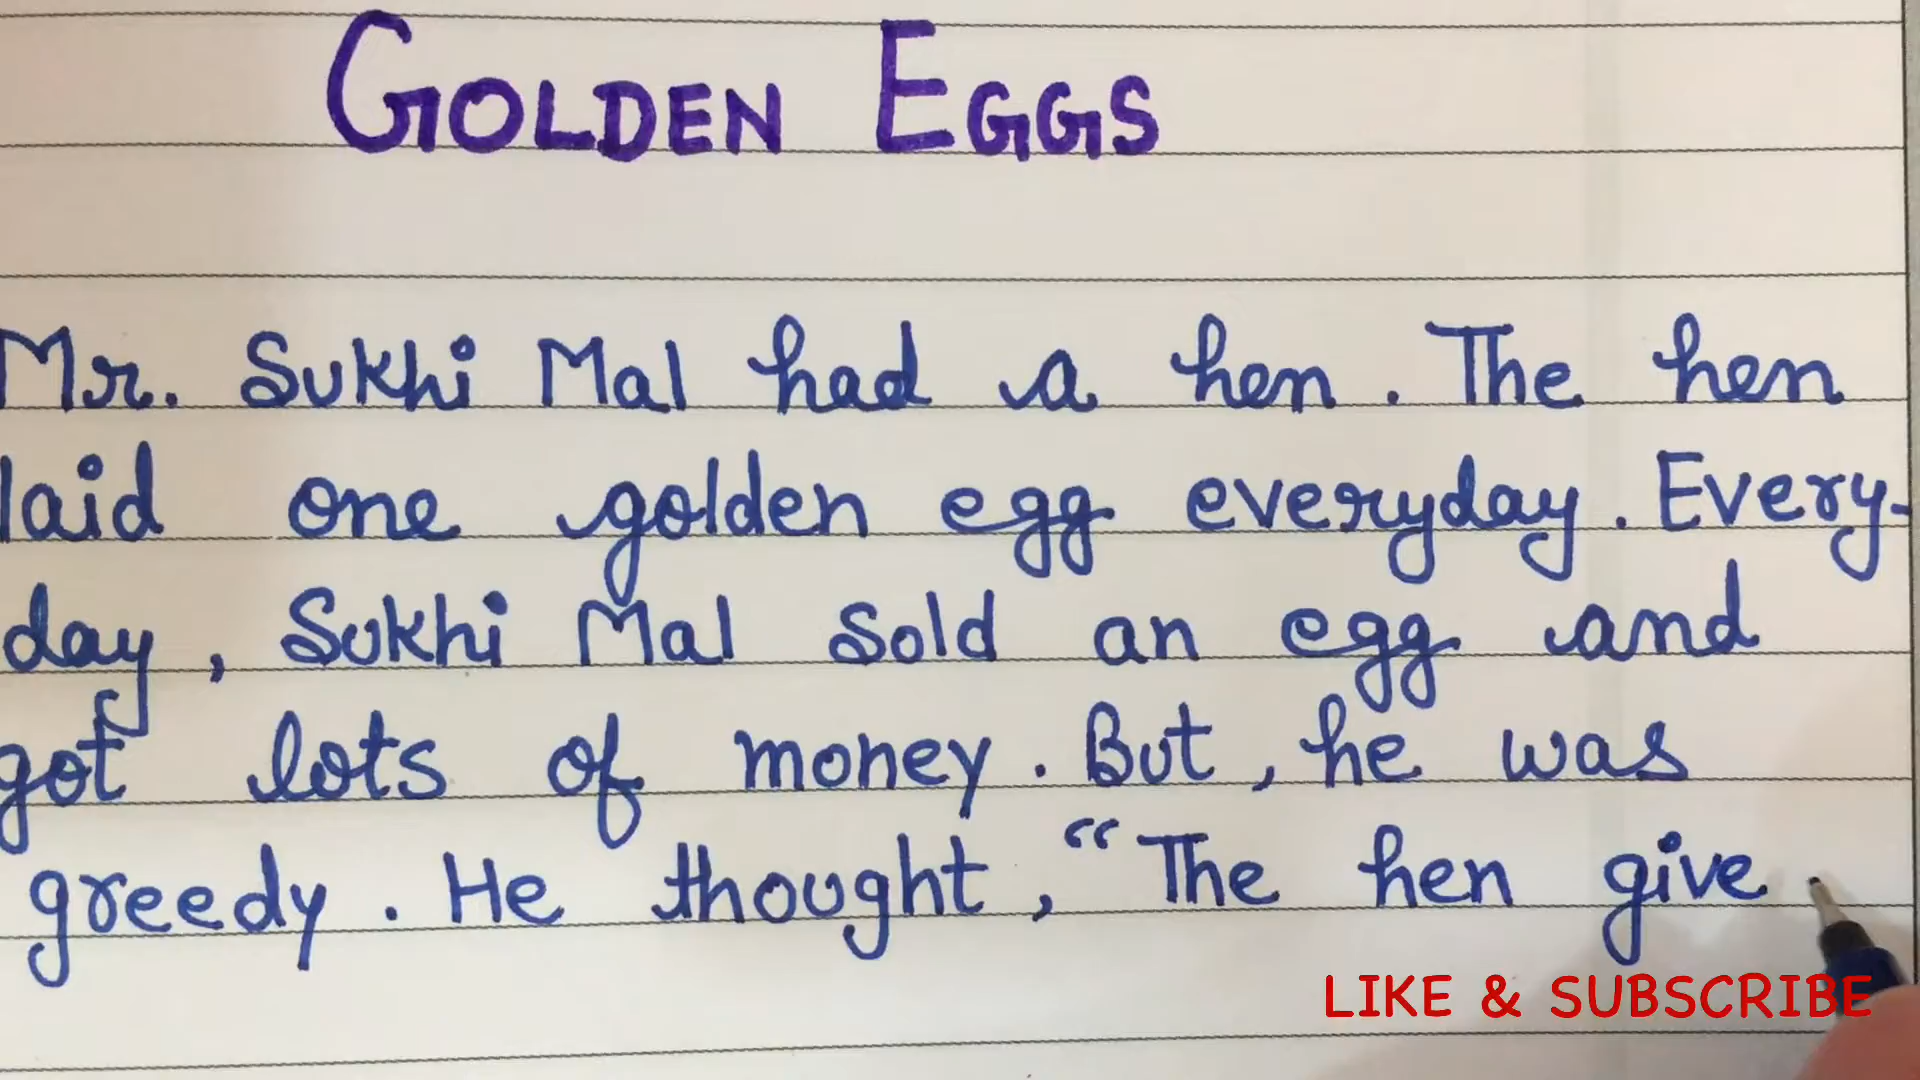 GOLDEN EGGS
Mr. Sukhi Mal had a hen. The hen
laid one golden egg everyday. Every-
day, Sukhi Mal sold an egg and
got lots of money. But, he was
greedy. He thought, “The hen give
LIKE & SUBSCRIBE